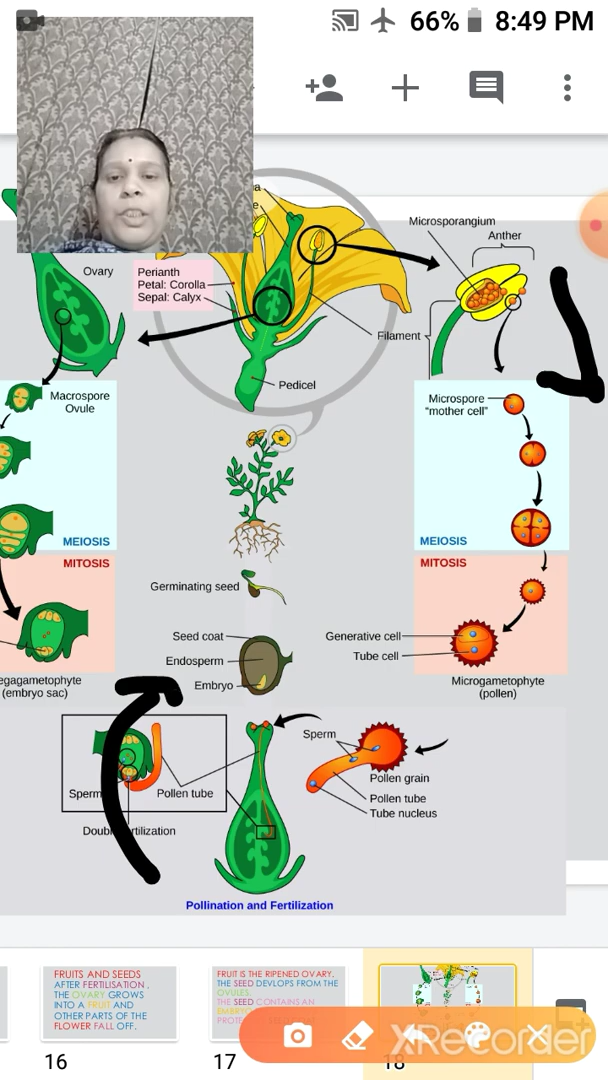 66% 8:49 PM
Microsporangium
Anther
Ovary
Perianth
Petal: Corolla
Sepal: Calyx
Filament
Pedicel
Macrospore
Ovule
Microspore
"mother cell"
MEIOSIS
MEIOSIS
MITOSIS
MITOSIS
Germinating seed
Seed coat
Endosperm
Embryo
Generative cell
Tube cell
egagametophyte
(embryo sac)
Microgametophyte
(pollen)
Sperm
Pollen grain
Pollen tube
Tube nucleus
Sperm
Pollen tube
Doub rtilization
Pollination and Fertilization
FRUITS AND SEEDS
AFTER FERTILISATION ,
THE OVARY GROWS
INTO A FRUIT AND
OTHER PARTS OF THE
FLOWER FALL OFF.
FRUIT IS THE RIPENED OVARY.
THE SEED DEVLOPS FROM THE
OVULES.
THE SEED CONTAINS AN
XRecorder
16
17
18